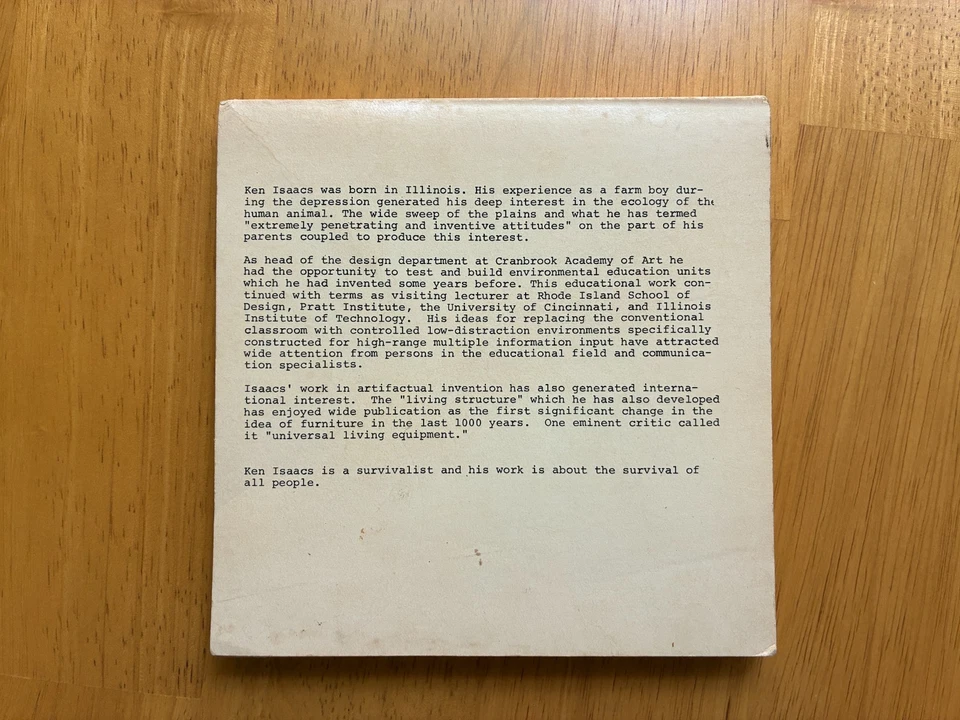 Ken Isaacs was born in Illinois. His experience as a farm boy dur-
ing the depression generated his deep interest in the ecology of the
human animal. The wide sweep of the plains and what he has termed
"extremely penetrating and inventive attitudes" on the part of his
parents coupled to produce this interest.
As head of the design department at Cranbrook Academy of Art he
had the opportunity to test and build environmental education units
which he had invented some years before. This educational work con-
tinued with terms as visiting lecturer at Rhode Island School of
Design, Pratt Institute, the University of Cincinnati, and Illinois
Institute of Technology.  His ideas for replacing the conventional
classroom with controlled low-distraction environments specifically
constructed for high-range multiple information input have attracted
wide attention from persons in the educational field and communica-
tion specialists.
Isaacs' work in artifactual invention has also generated interna-
tional interest.  The "living structure" which he has also developed
has enjoyed wide publication as the first significant change in the
idea of furniture in the last 1000 years.  One eminent critic called
it "universal living equipment."
Ken Isaacs is a survivalist and his work is about the survival of
all people.